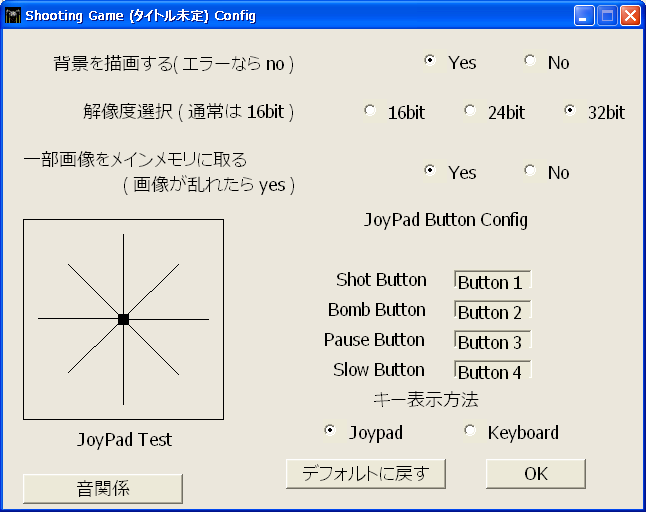 Shooting Game (タイトル未定) Config
背景を描画する( エラーなら no ) Yes No
解像度選択 ( 通常は 16bit ) 16bit 24bit 32bit
一部画像をメインメモリに取る
( 画像が乱れたら yes ) Yes No
JoyPad Button Config
Shot Button Button 1
Bomb Button Button 2
Pause Button Button 3
Slow Button Button 4
キー表示方法
JoyPad Test Joypad Keyboard
音関係 デフォルトに戻す OK